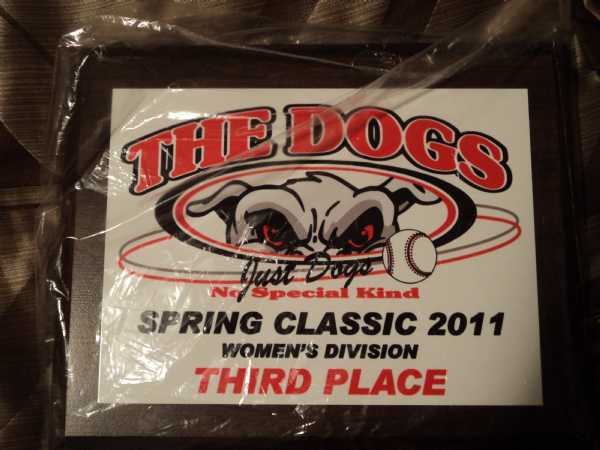 THE DOGS
Just Dogs
No Special Kind
SPRING CLASSIC 2011
WOMEN'S DIVISION
THIRD PLACE